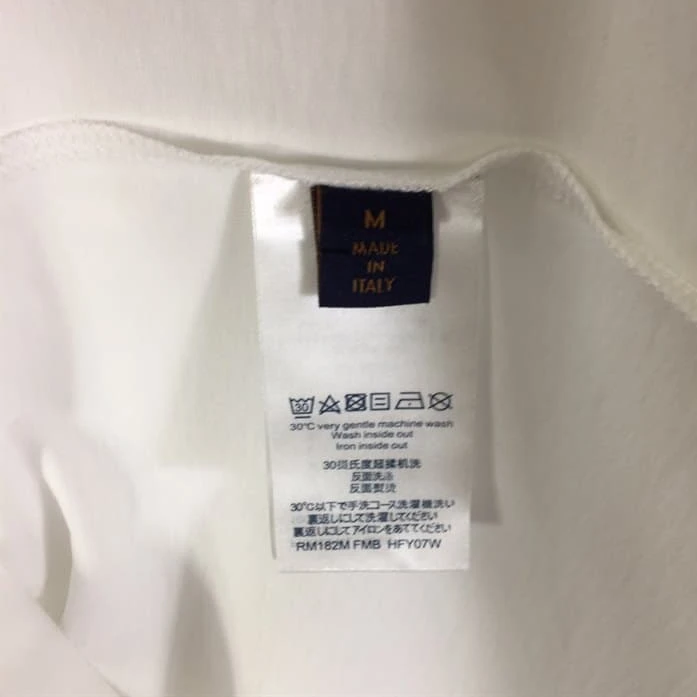 M
MADE
IN
ITALY
30
30°C very gentle machine wash
Wash inside out
Iron inside out
30摄氏度超揉机洗
反面洗涤
反面熨烫
30℃以下で手洗コース洗濯機洗い
裏返しにして洗濯してください
裏返しにしてアイロンをあててください
RM182M FMB HFY07W